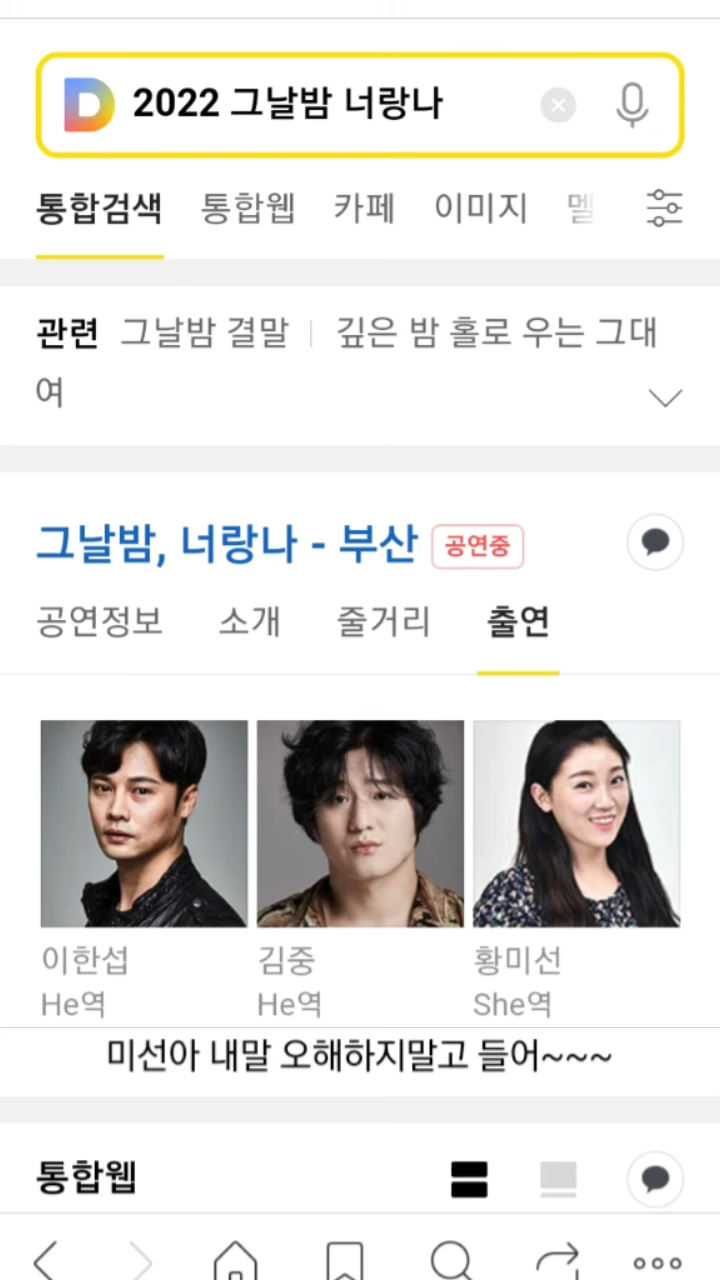 D 2022 그날밤 너랑나
통합검색 통합웹 카페 이미지 멜
관련 그날밤 결말 깊은 밤 홀로 우는 그대
여
그날밤, 너랑나 - 부산 공연중
공연정보 소개 줄거리 출연
이한섭 김중 황미선
He역 He역 She역
미선아 내말 오해하지말고 들어~~~
통합웹